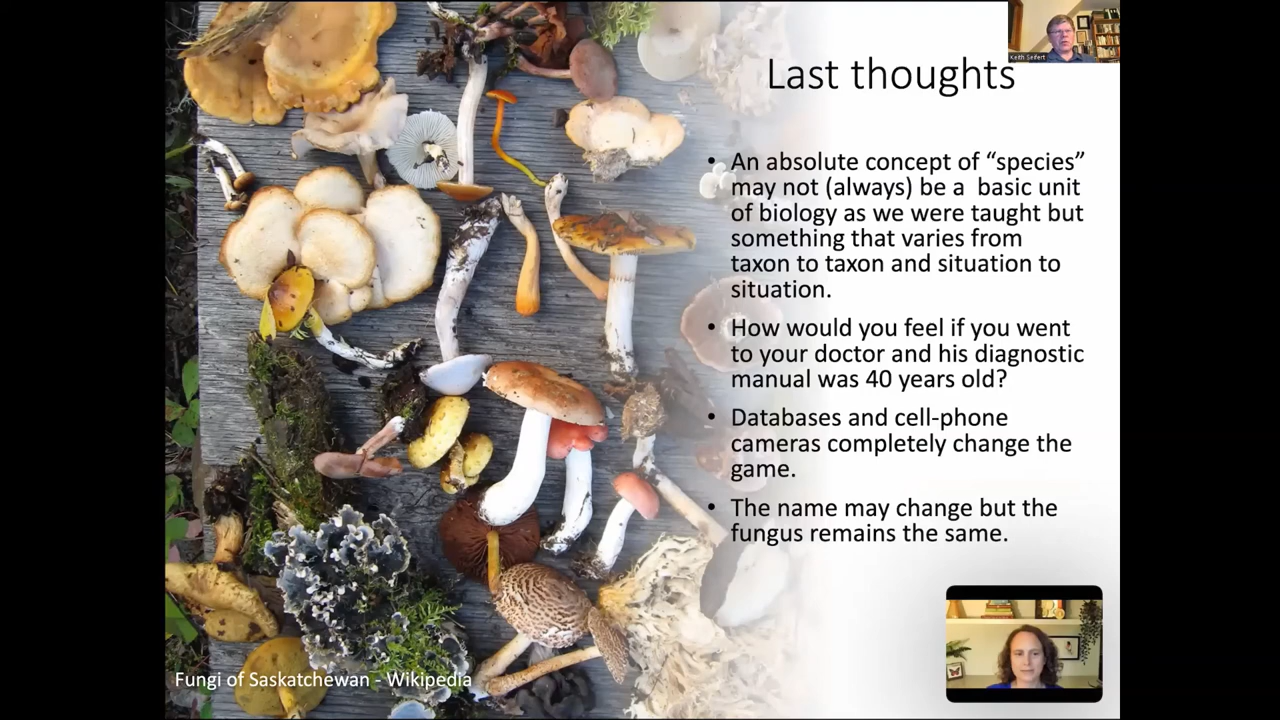 Keith Seifert
Last thoughts
• An absolute concept of “species”
may not (always) be a basic unit
of biology as we were taught but
something that varies from
taxon to taxon and situation to
situation.
• How would you feel if you went
to your doctor and his diagnostic
manual was 40 years old?
• Databases and cell-phone
cameras completely change the
game.
• The name may change but the
fungus remains the same.
Fungi of Saskatchewan - Wikipedia